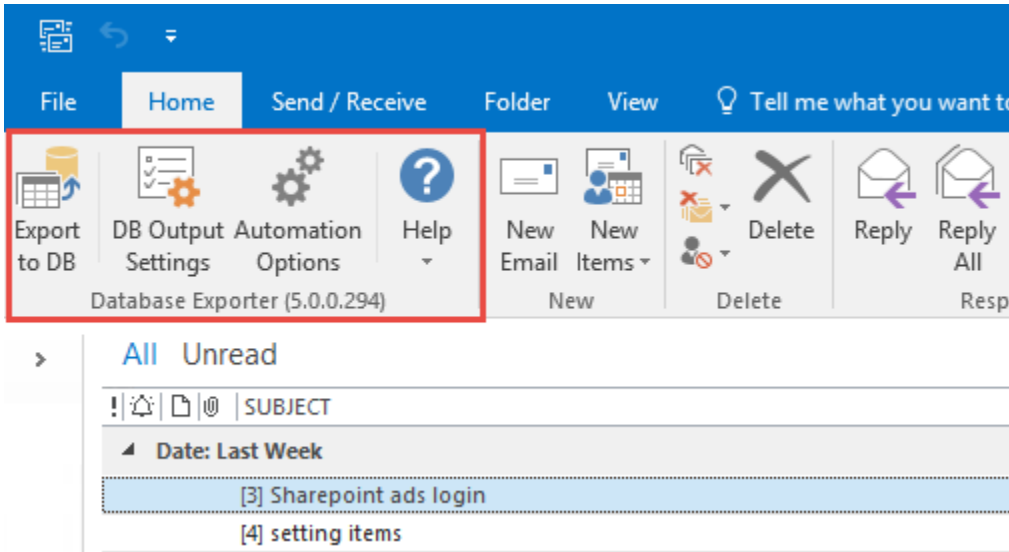 File Home Send / Receive Folder View Tell me what you want
Export DB Output Automation Help New New Delete Reply Reply
to DB Settings Options Email Items All
Database Exporter (5.0.0.294) New Delete
All Unread
! SUBJECT
Date: Last Week
[3] Sharepoint ads login
[4] setting items